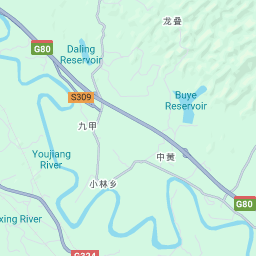 龙叠
G80
Daling
Reservoir
S309
Buye
Reservoir
九甲
中黄
Youjiang
River
小林乡
G80
xing River
G324